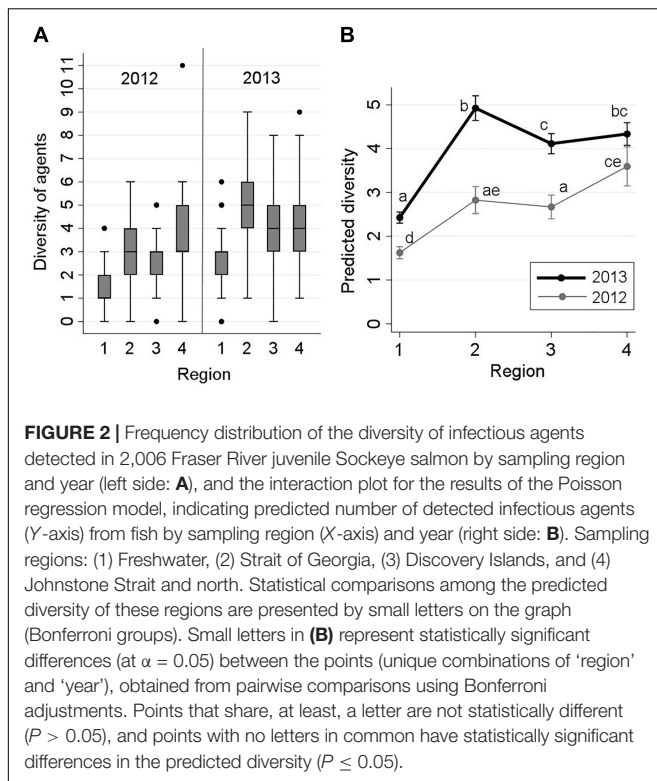 A
B
2012 2013
11
10
9
8
7
6
5
4
3
2
1
0
Diversity of agents
1 2 3 4 1 2 3 4
Region
5
4
3
2
1
0
Predicted diversity
a
b
c
bc
d
ae
a
ce
2013
2012
1 2 3 4
Region
FIGURE 2 | Frequency distribution of the diversity of infectious agents
detected in 2,006 Fraser River juvenile Sockeye salmon by sampling region
and year (left side: A), and the interaction plot for the results of the Poisson
regression model, indicating predicted number of detected infectious agents
(Y-axis) from fish by sampling region (X-axis) and year (right side: B). Sampling
regions: (1) Freshwater, (2) Strait of Georgia, (3) Discovery Islands, and (4)
Johnstone Strait and north. Statistical comparisons among the predicted
diversity of these regions are presented by small letters on the graph
(Bonferroni groups). Small letters in (B) represent statistically significant
differences (at α = 0.05) between the points (unique combinations of ‘region’
and ‘year’), obtained from pairwise comparisons using Bonferroni
adjustments. Points that share, at least, a letter are not statistically different
(P > 0.05), and points with no letters in common have statistically significant
differences in the predicted diversity (P ≤ 0.05).